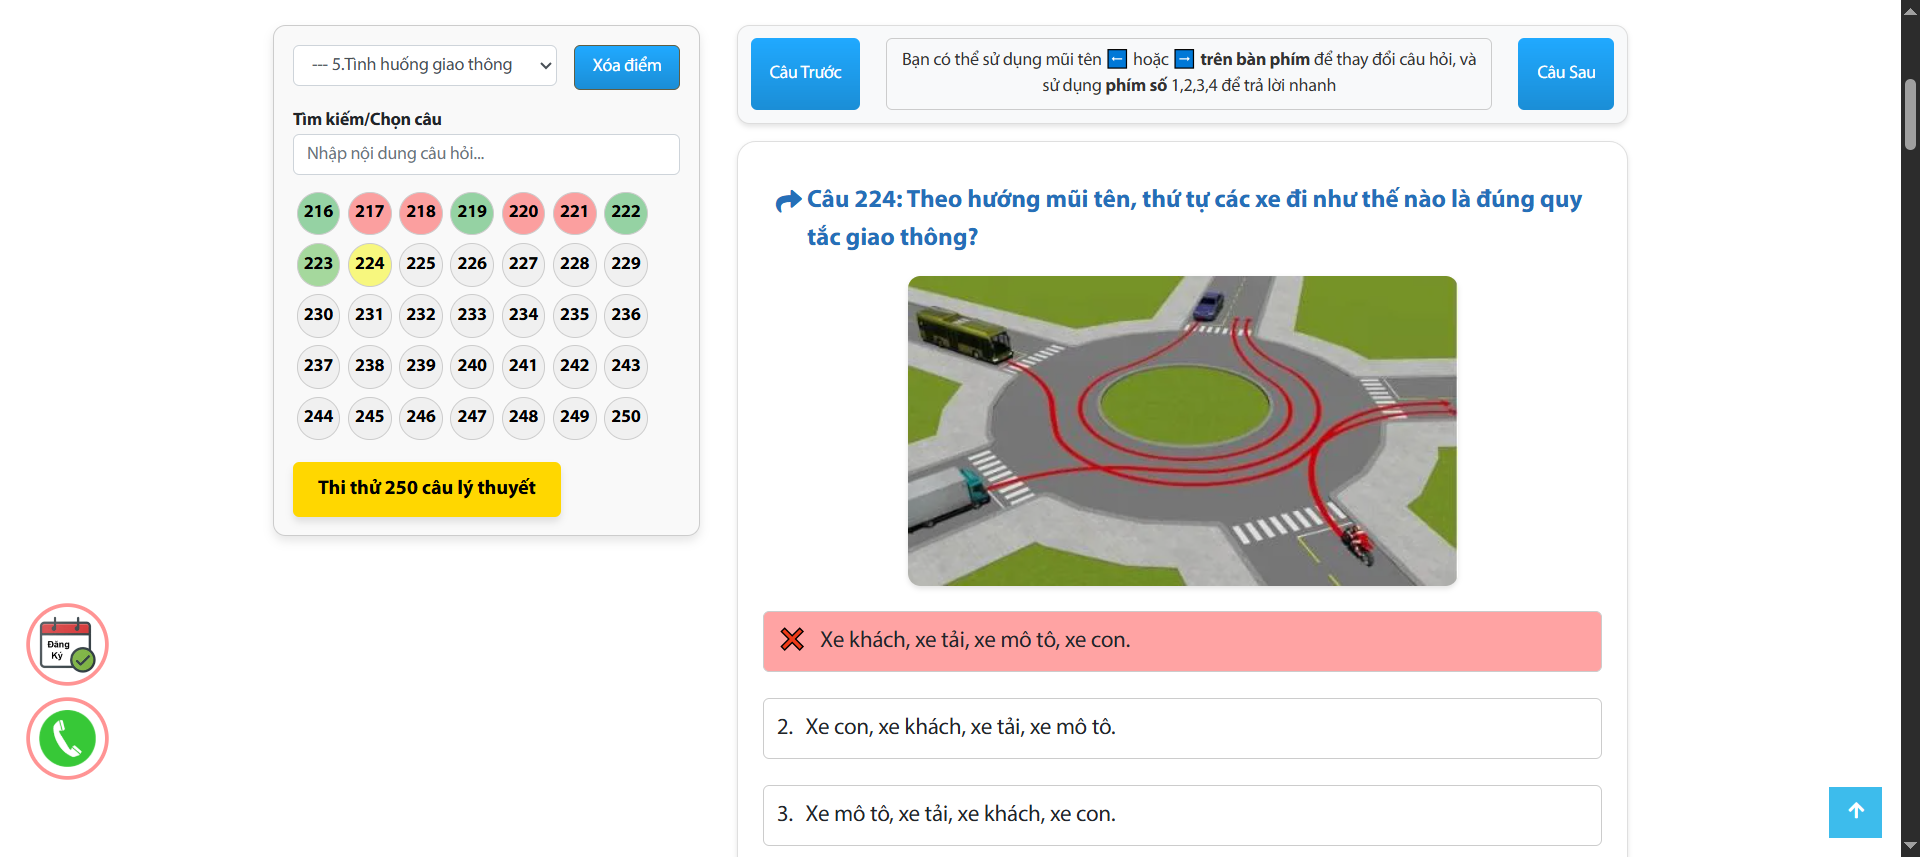 --- 5.Tình huống giao thông
Xóa điểm
Tìm kiếm/Chọn câu
Nhập nội dung câu hỏi...
216 217 218 219 220 221 222
223 224 225 226 227 228 229
230 231 232 233 234 235 236
237 238 239 240 241 242 243
244 245 246 247 248 249 250
Thi thử 250 câu lý thuyết
Đăng
Ký
Câu Trước
Bạn có thể sử dụng mũi tên ← hoặc → trên bàn phím để thay đổi câu hỏi, và
sử dụng phím số 1,2,3,4 để trả lời nhanh
Câu Sau
Câu 224: Theo hướng mũi tên, thứ tự các xe đi như thế nào là đúng quy
tắc giao thông?
Xe khách, xe tải, xe mô tô, xe con.
2. Xe con, xe khách, xe tải, xe mô tô.
3. Xe mô tô, xe tải, xe khách, xe con.